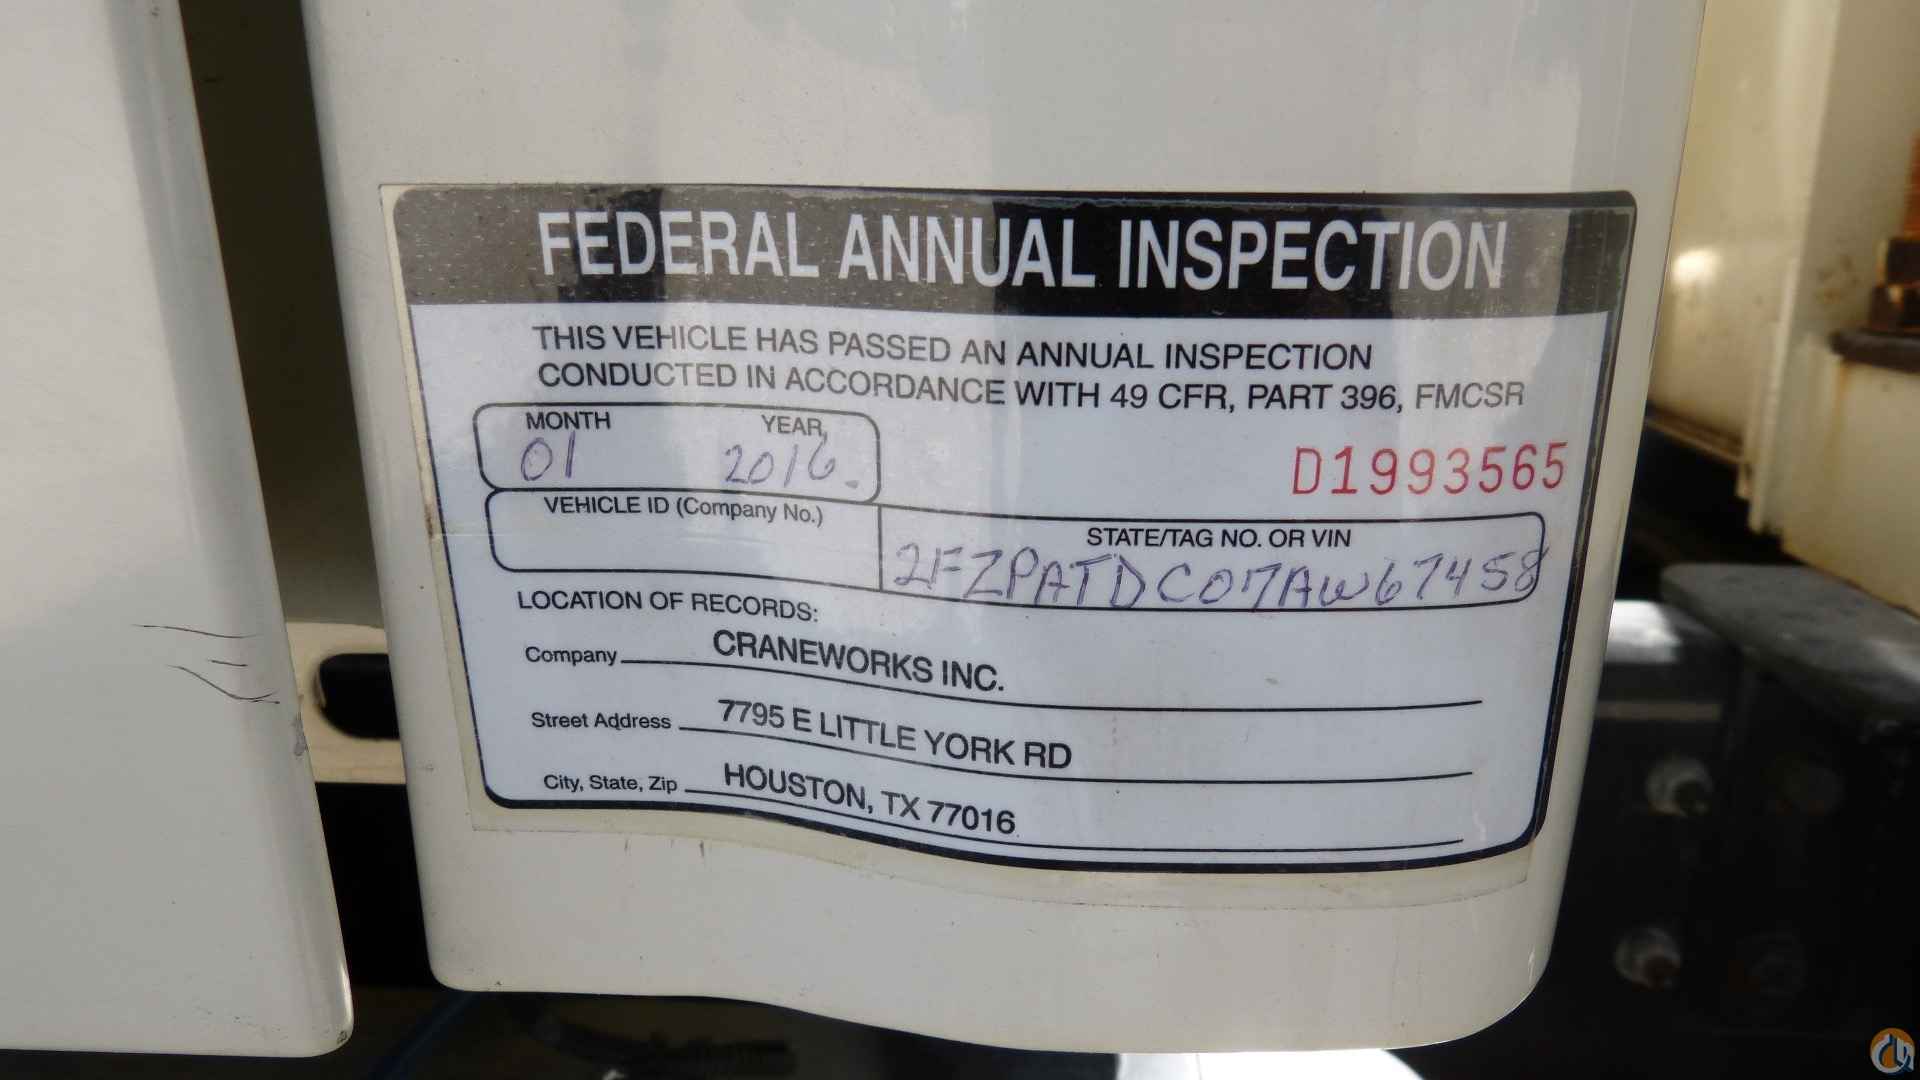 FEDERAL ANNUAL INSPECTION
THIS VEHICLE HAS PASSED AN ANNUAL INSPECTION
CONDUCTED IN ACCORDANCE WITH 49 CFR, PART 396, FMCSR
MONTH YEAR
01 2016.
D1993565
VEHICLE ID (Company No.)
STATE/TAG NO. OR VIN
2FZPATDC07AW67458
LOCATION OF RECORDS:
Company CRANEWORKS INC.
Street Address 7795 E LITTLE YORK RD
City, State, Zip HOUSTON, TX 77016